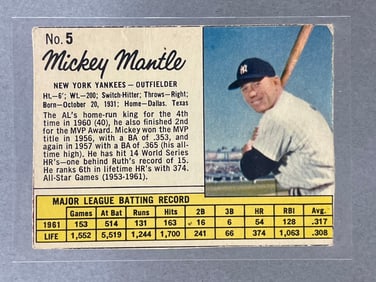 No. 5
Mickey Mantle
NEW YORK YANKEES — OUTFIELDER
Ht.-6'; WL-200; Switch-Hitter; Throws—Right;
Born—October 20, 1931; Home—Dallas, Texas
The AL's home-run king for the 4th
time in 1960 (40), he also finished 2nd
for the MVP Award. Mickey won the MVP
title in 1956, with a BA of .353, and
again in 1957 with a BA of .365 (his all-
time high). He has hit 14 World Series
HR's—one behind Ruth's record of 15.
He ranks 6th in lifetime HR's with 374.
All-Star Games (1953-1961).
MAJOR LEAGUE BATTING RECORD
Games At Bat Runs Hits 2B 3B HR RBI Avg.
1961 153 514 131 163 16 6 54 128 .317
LIFE 1,552 5,519 1,244 1,700 241 66 374 1,063 .308